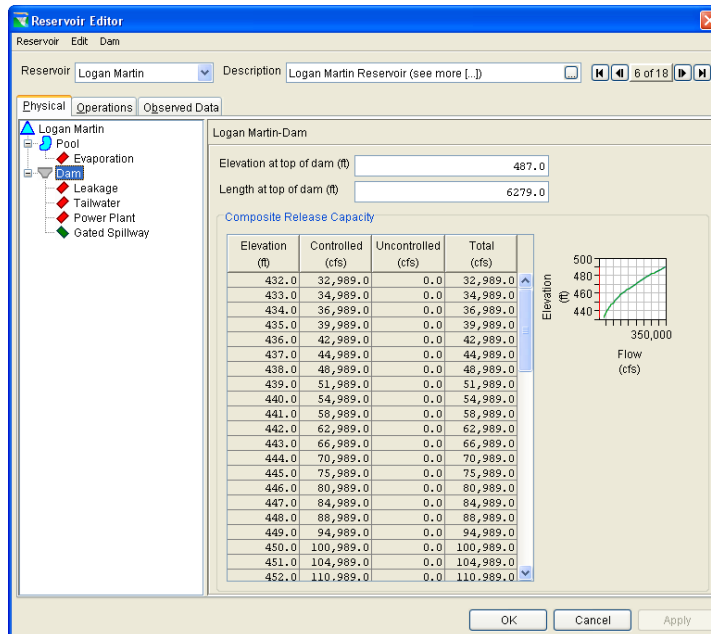 Reservoir Editor
Reservoir Edit Dam
Reservoir Logan Martin Description Logan Martin Reservoir (see more [...]) ... 6 of 18
Physical Operations Observed Data
Logan Martin
Pool
Evaporation
Dam
Leakage
Tailwater
Power Plant
Gated Spillway
Logan Martin-Dam
Elevation at top of dam (ft) 487.0
Length at top of dam (ft) 6279.0
Composite Release Capacity
Elevation Controlled Uncontrolled Total
(ft) (cfs) (cfs) (cfs)
432.0 32,989.0 0.0 32,989.0
433.0 34,989.0 0.0 34,989.0
434.0 36,989.0 0.0 36,989.0
435.0 39,989.0 0.0 39,989.0
436.0 42,989.0 0.0 42,989.0
437.0 44,989.0 0.0 44,989.0
438.0 48,989.0 0.0 48,989.0
439.0 51,989.0 0.0 51,989.0
440.0 54,989.0 0.0 54,989.0
441.0 58,989.0 0.0 58,989.0
442.0 62,989.0 0.0 62,989.0
443.0 66,989.0 0.0 66,989.0
444.0 70,989.0 0.0 70,989.0
445.0 75,989.0 0.0 75,989.0
446.0 80,989.0 0.0 80,989.0
447.0 84,989.0 0.0 84,989.0
448.0 88,989.0 0.0 88,989.0
449.0 94,989.0 0.0 94,989.0
450.0 100,989.0 0.0 100,989.0
451.0 104,989.0 0.0 104,989.0
452.0 110,989.0 0.0 110,989.0
Elevation
(ft)
500
480
460
440
350,000
Flow
(cfs)
OK Cancel Apply